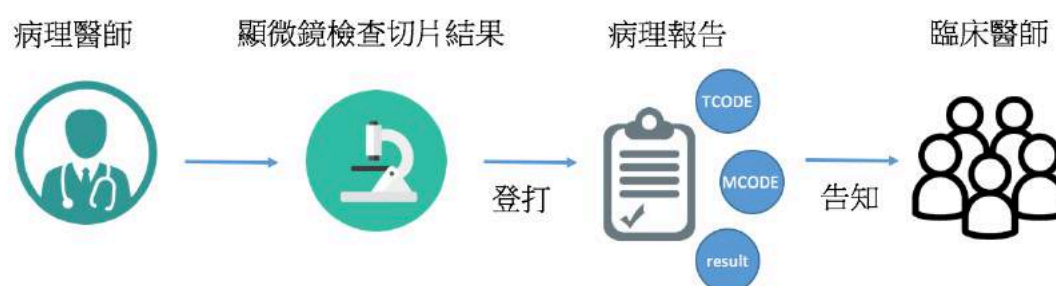 病理醫師
顯微鏡檢查切片結果
病理報告
臨床醫師
TCODE
MCODE
result
登打
告知